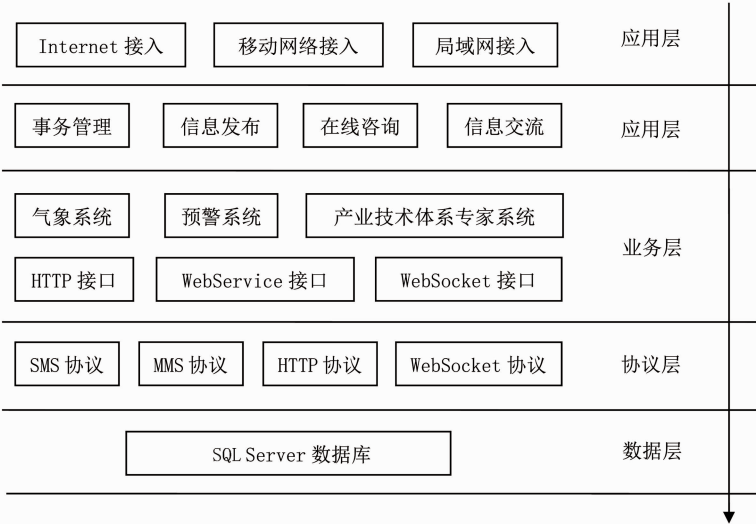 Internet 接入 移动网络接入 局域网接入 应用层
事务管理 信息发布 在线咨询 信息交流 应用层
气象系统 预警系统 产业技术体系专家系统
业务层
HTTP 接口 WebService 接口 WebSocket 接口
SMS 协议 MMS 协议 HTTP 协议 WebSocket 协议 协议层
SQL Server 数据库 数据层